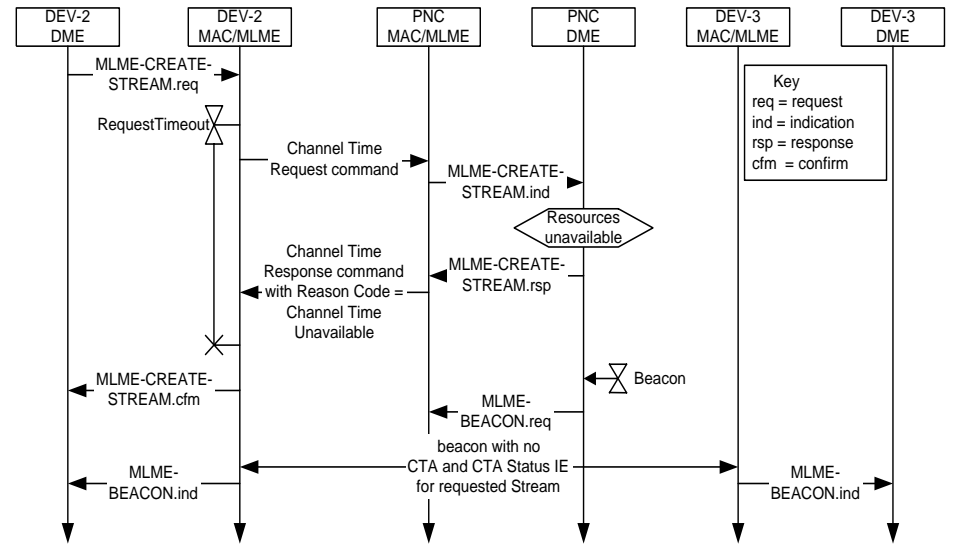 DEV-2
DME
DEV-2
MAC/MLME
PNC
MAC/MLME
PNC
DME
DEV-3
MAC/MLME
DEV-3
DME
MLME-CREATE-
STREAM.req
Key
req = request
ind = indication
rsp = response
cfm = confirm
RequestTimeout
Channel Time
Request command
MLME-CREATE-
STREAM.ind
Resources
unavailable
Channel Time
Response command
with Reason Code =
Channel Time
Unavailable
MLME-CREATE-
STREAM.rsp
MLME-CREATE-
STREAM.cfm
Beacon
MLME-
BEACON.req
beacon with no
CTA and CTA Status IE
for requested Stream
MLME-
BEACON.ind
MLME-
BEACON.ind